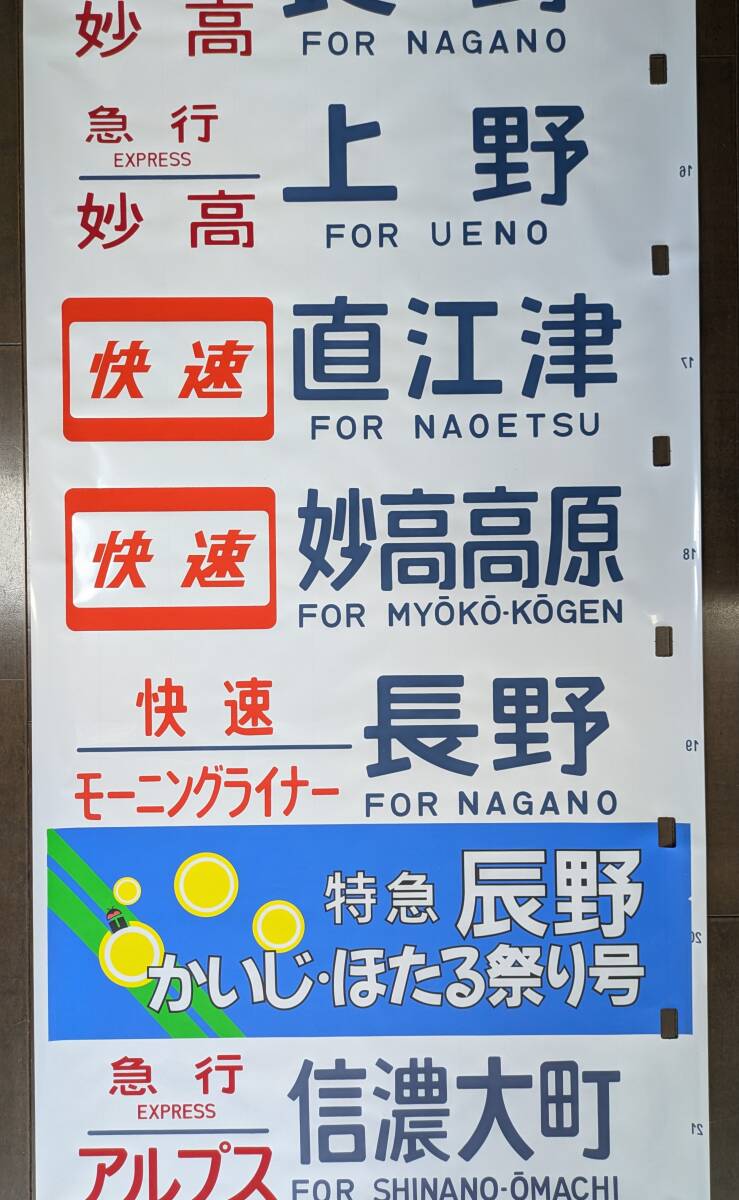 妙高 長野
FOR NAGANO
急行
EXPRESS
妙高
上野
FOR UENO
16
快速
直江津
FOR NAOETSU
17
快速
妙高高原
FOR MYŌKŌ-KŌGEN
18
快速
モーニングライナー
長野
FOR NAGANO
19
特急 辰野
かいじ・ほたる祭り号
20
急行
EXPRESS
アルプス
信濃大町
FOR SHINANO-ŌMACHI
21